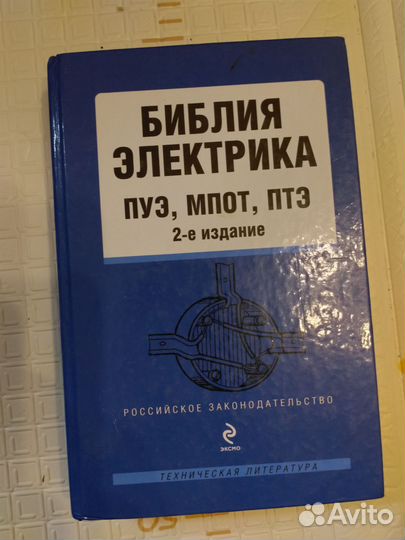 БИБЛИЯ
ЭЛЕКТРИКА
ПУЭ, МПОТ, ПТЭ
2-е издание
РОССИЙСКОЕ ЗАКОНОДАТЕЛЬСТВО
ЭКСМО
ТЕХНИЧЕСКАЯ ЛИТЕРАТУРА
Avito